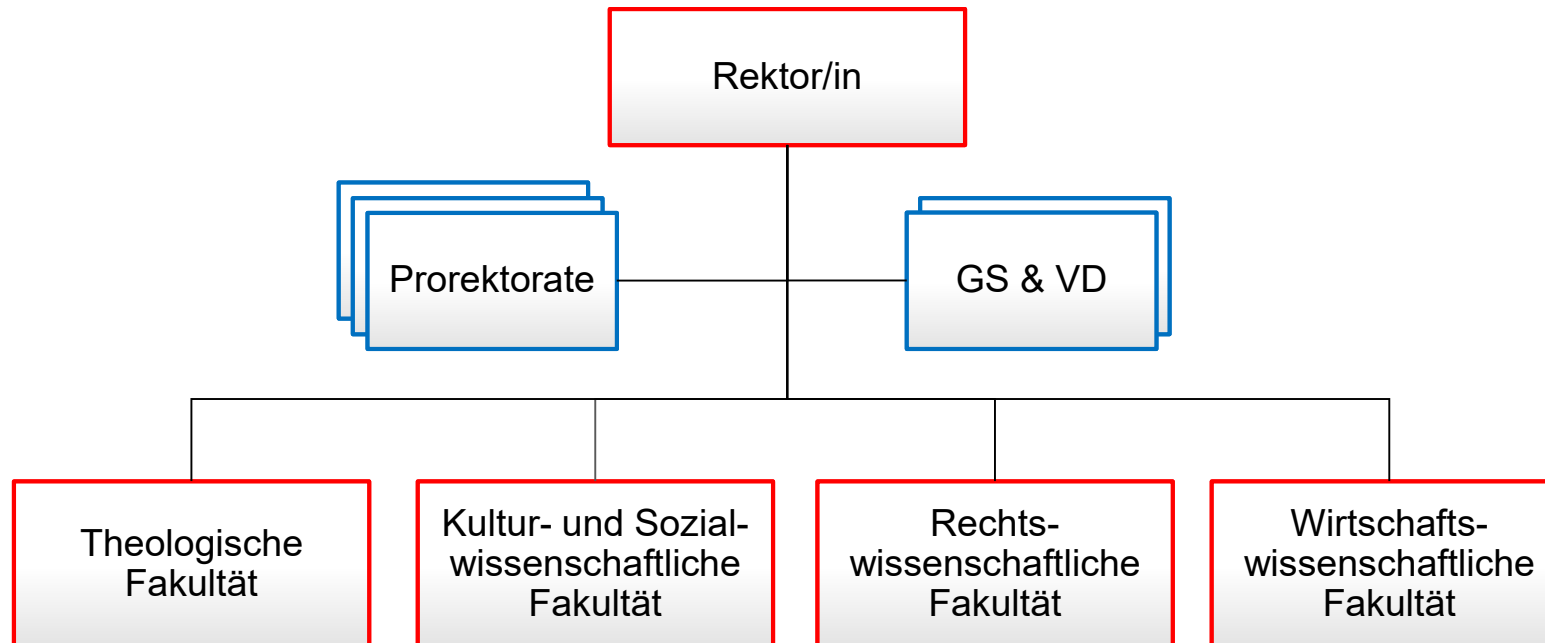 Rektor/in
Prorektorate
GS & VD
Theologische
Fakultät
Kultur- und Sozial-
wissenschaftliche
Fakultät
Rechts-
wissenschaftliche
Fakultät
Wirtschafts-
wissenschaftliche
Fakultät